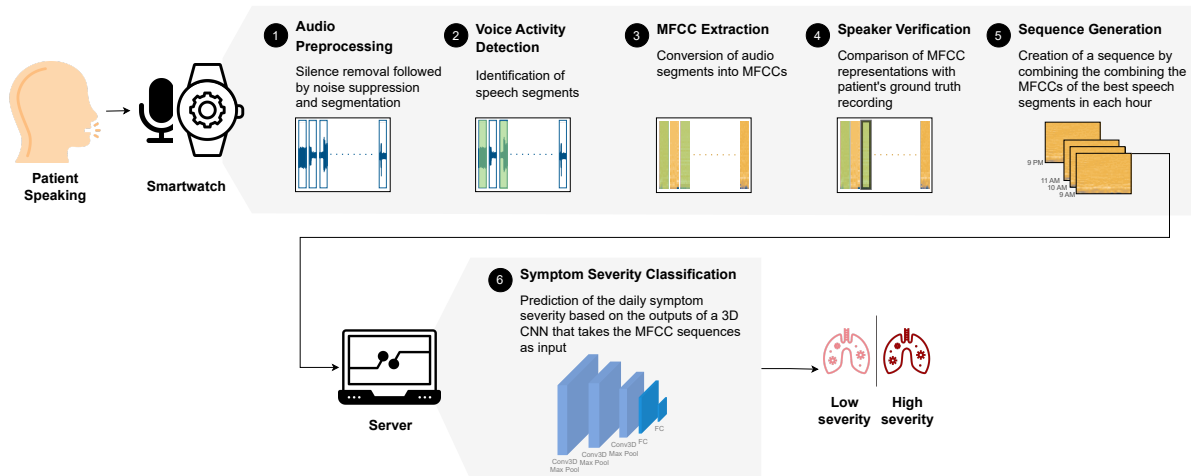 1
Audio
Preprocessing
Silence removal followed
by noise suppression
and segmentation
2
Voice Activity
Detection
Identification of
speech segments
3
MFCC Extraction
Conversion of audio
segments into MFCCs
4
Speaker Verification
Comparison of MFCC
representations with
patient's ground truth
recording
5
Sequence Generation
Creation of a sequence by
combining the combining the
MFCCs of the best speech
segments in each hour
9 PM
11 AM
10 AM
9 AM
Patient
Speaking
Smartwatch
6
Symptom Severity Classification
Prediction of the daily symptom
severity based on the outputs of a 3D
CNN that takes the MFCC sequences
as input
Conv3D
Max Pool
Conv3D
Max Pool
Conv3D
Max Pool
FC
FC
Server
Low
severity
High
severity